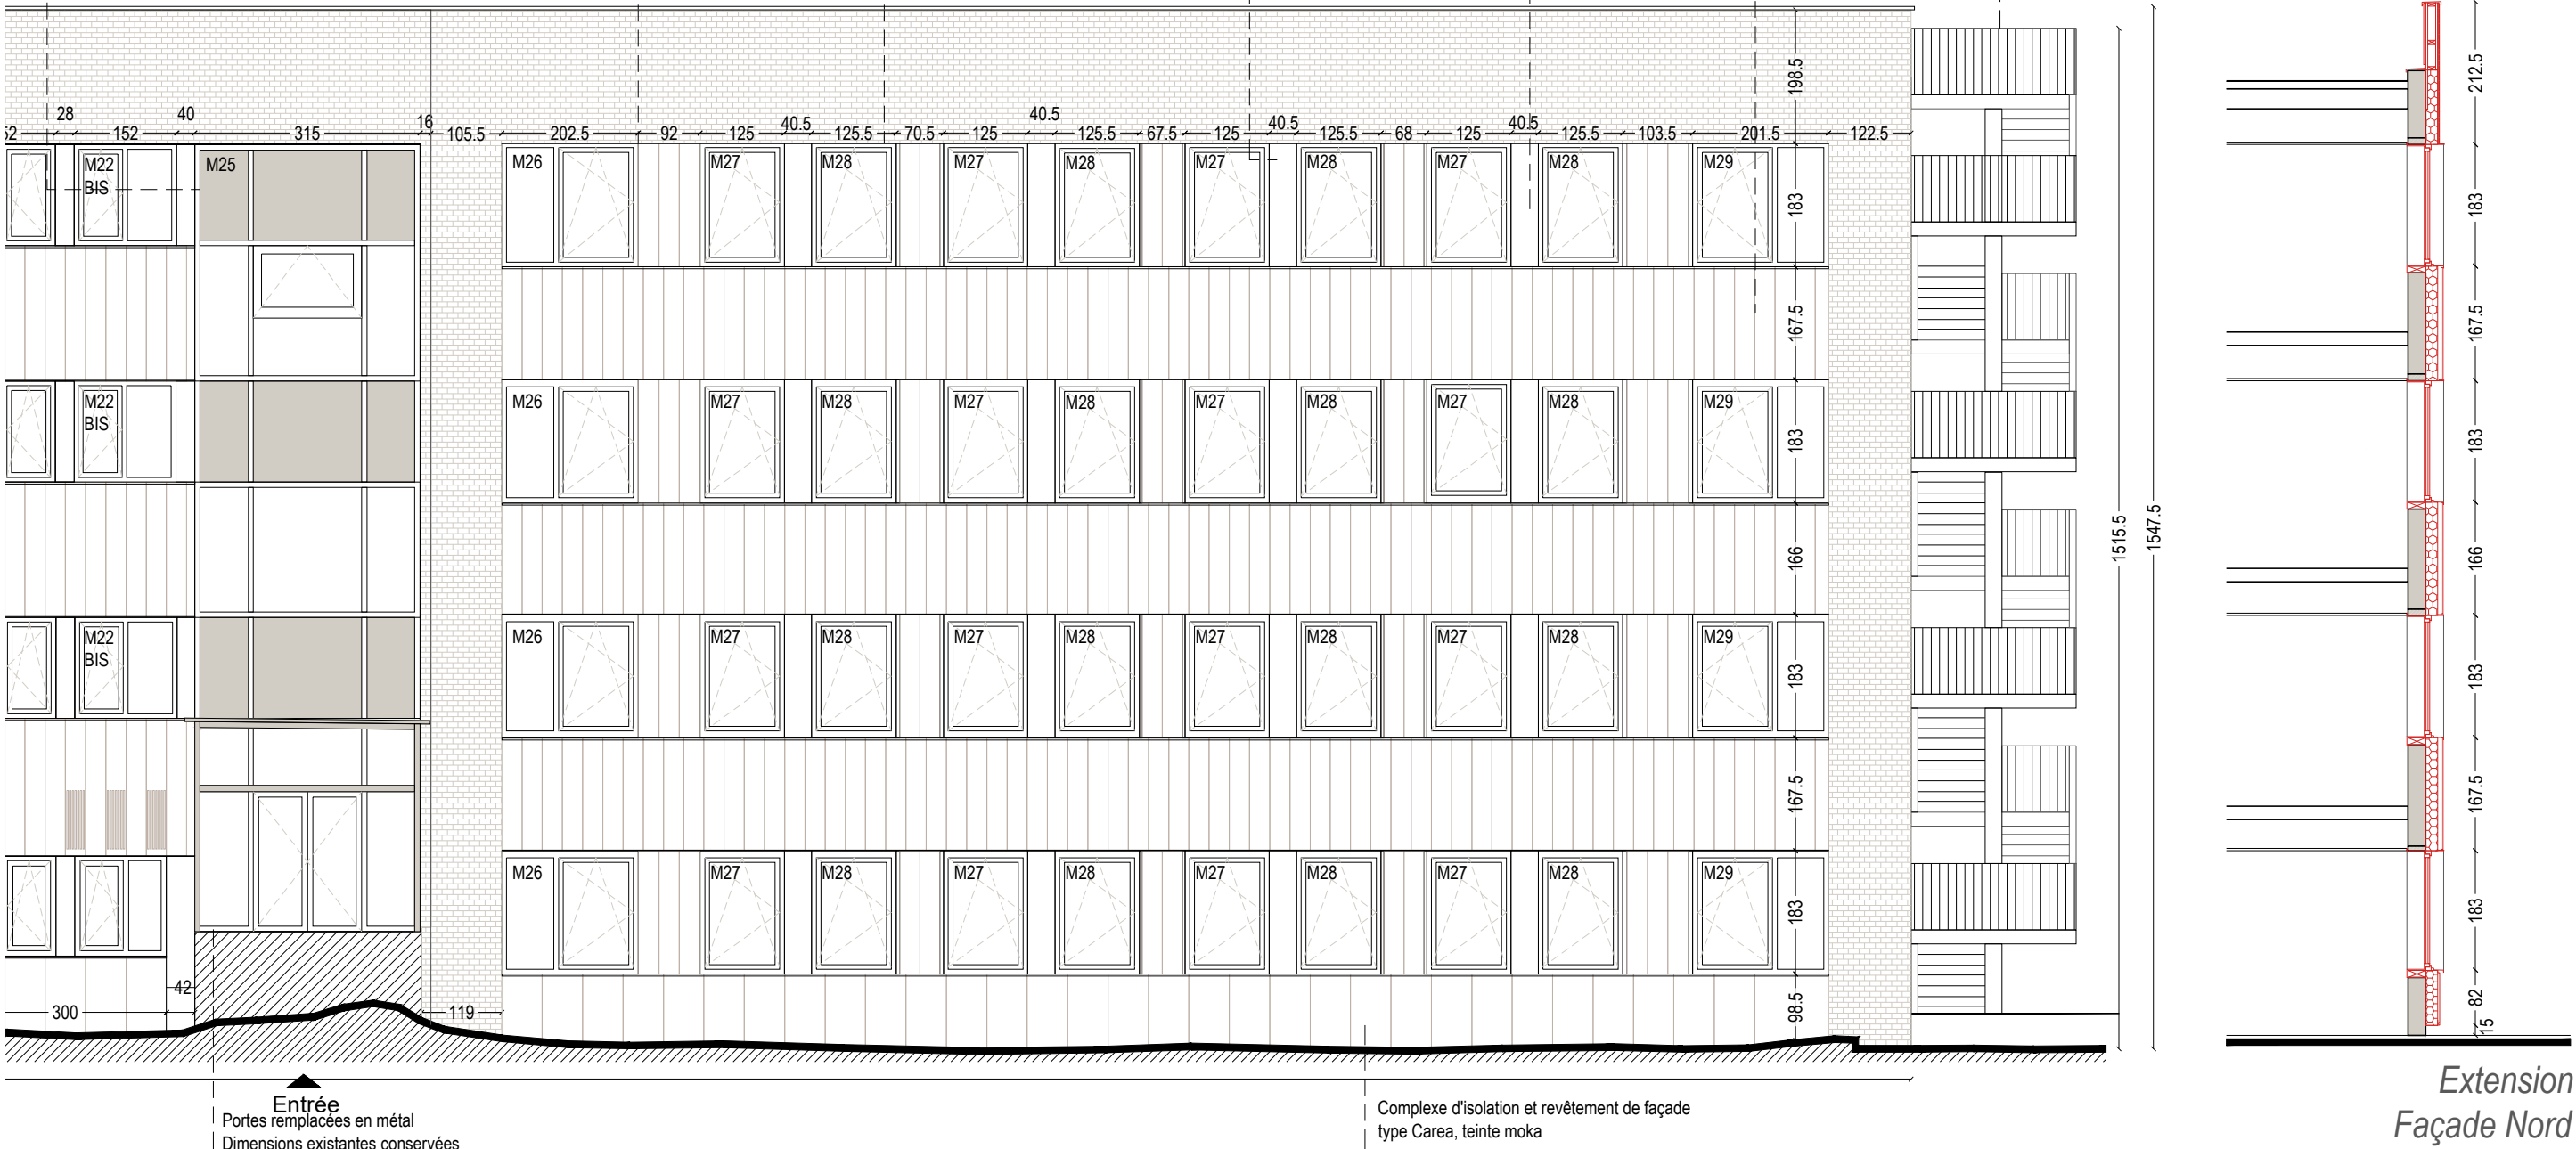 28 40 40.5 40.5 40.5 40.5
52 152 315 16 105.5 202.5 92 125 125.5 70.5 125 125.5 67.5 125 125.5 68 125 125.5 103.5 201.5 122.5
198.5
212.5
M22
BIS
M25
M26 M27 M28 M27 M28 M27 M28 M27 M28 M29
183
183
167.5
167.5
M22
BIS
M26 M27 M28 M27 M28 M27 M28 M27 M28 M29
183
183
166
1515.5
1547.5
166
M22
BIS
M26 M27 M28 M27 M28 M27 M28 M27 M28 M29
183
183
167.5
167.5
M26 M27 M28 M27 M28 M27 M28 M27 M28 M29
183
183
42
300
119
98.5
82
15
Entrée
Portes remplacées en métal
Dimensions existantes conservées
Complexe d'isolation et revêtement de façade
type Carea, teinte moka
Extension
Façade Nord